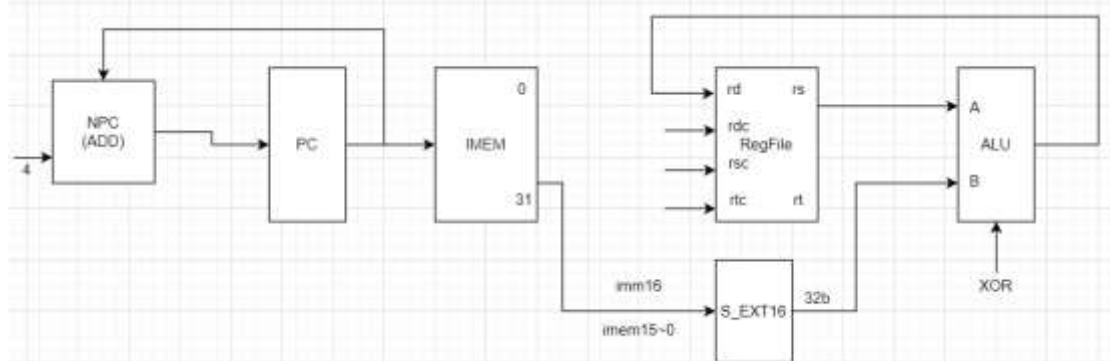 NPC
(ADD)
4
PC
0
IMEM
31
rd
rs
rdc
RegFile
rsc
rtc
rt
A
ALU
B
XOR
imm16
imem15~0
S_EXT16
32b